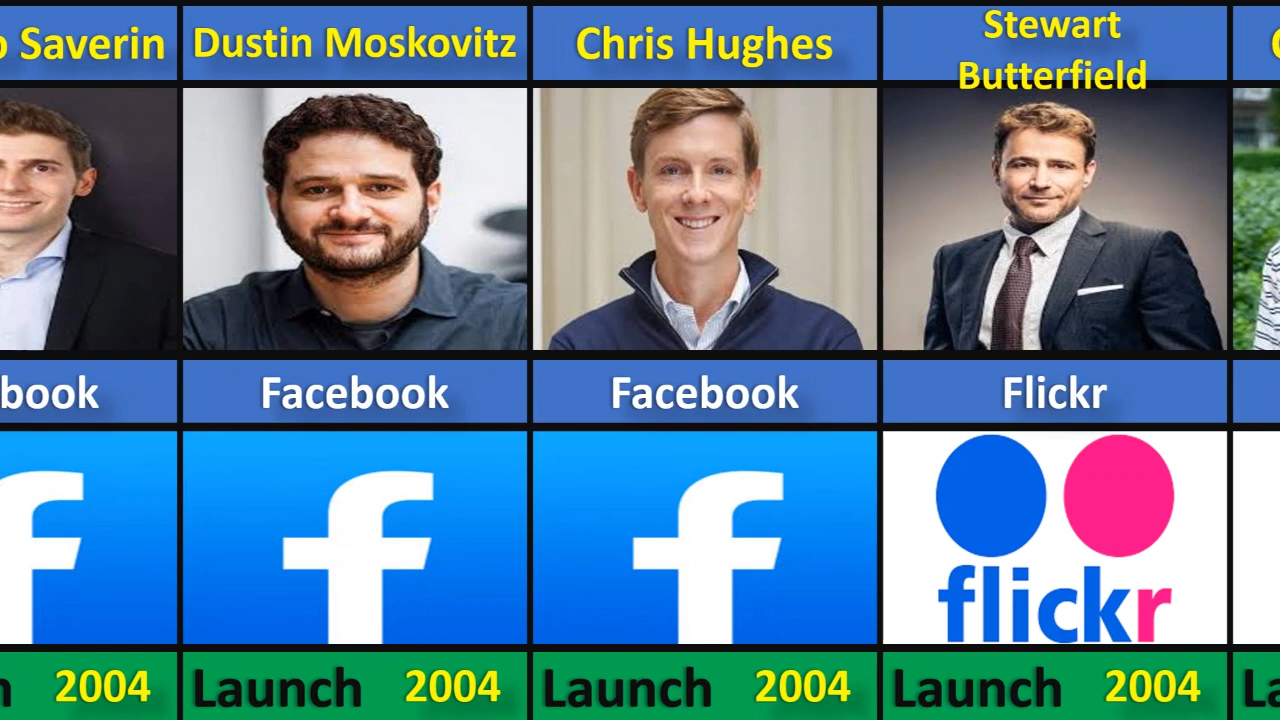 Saverin
Dustin Moskovitz
Chris Hughes
Stewart
Butterfield
book
Facebook
Facebook
Flickr
f
f
f
flickr
2004
Launch 2004
Launch 2004
Launch 2004